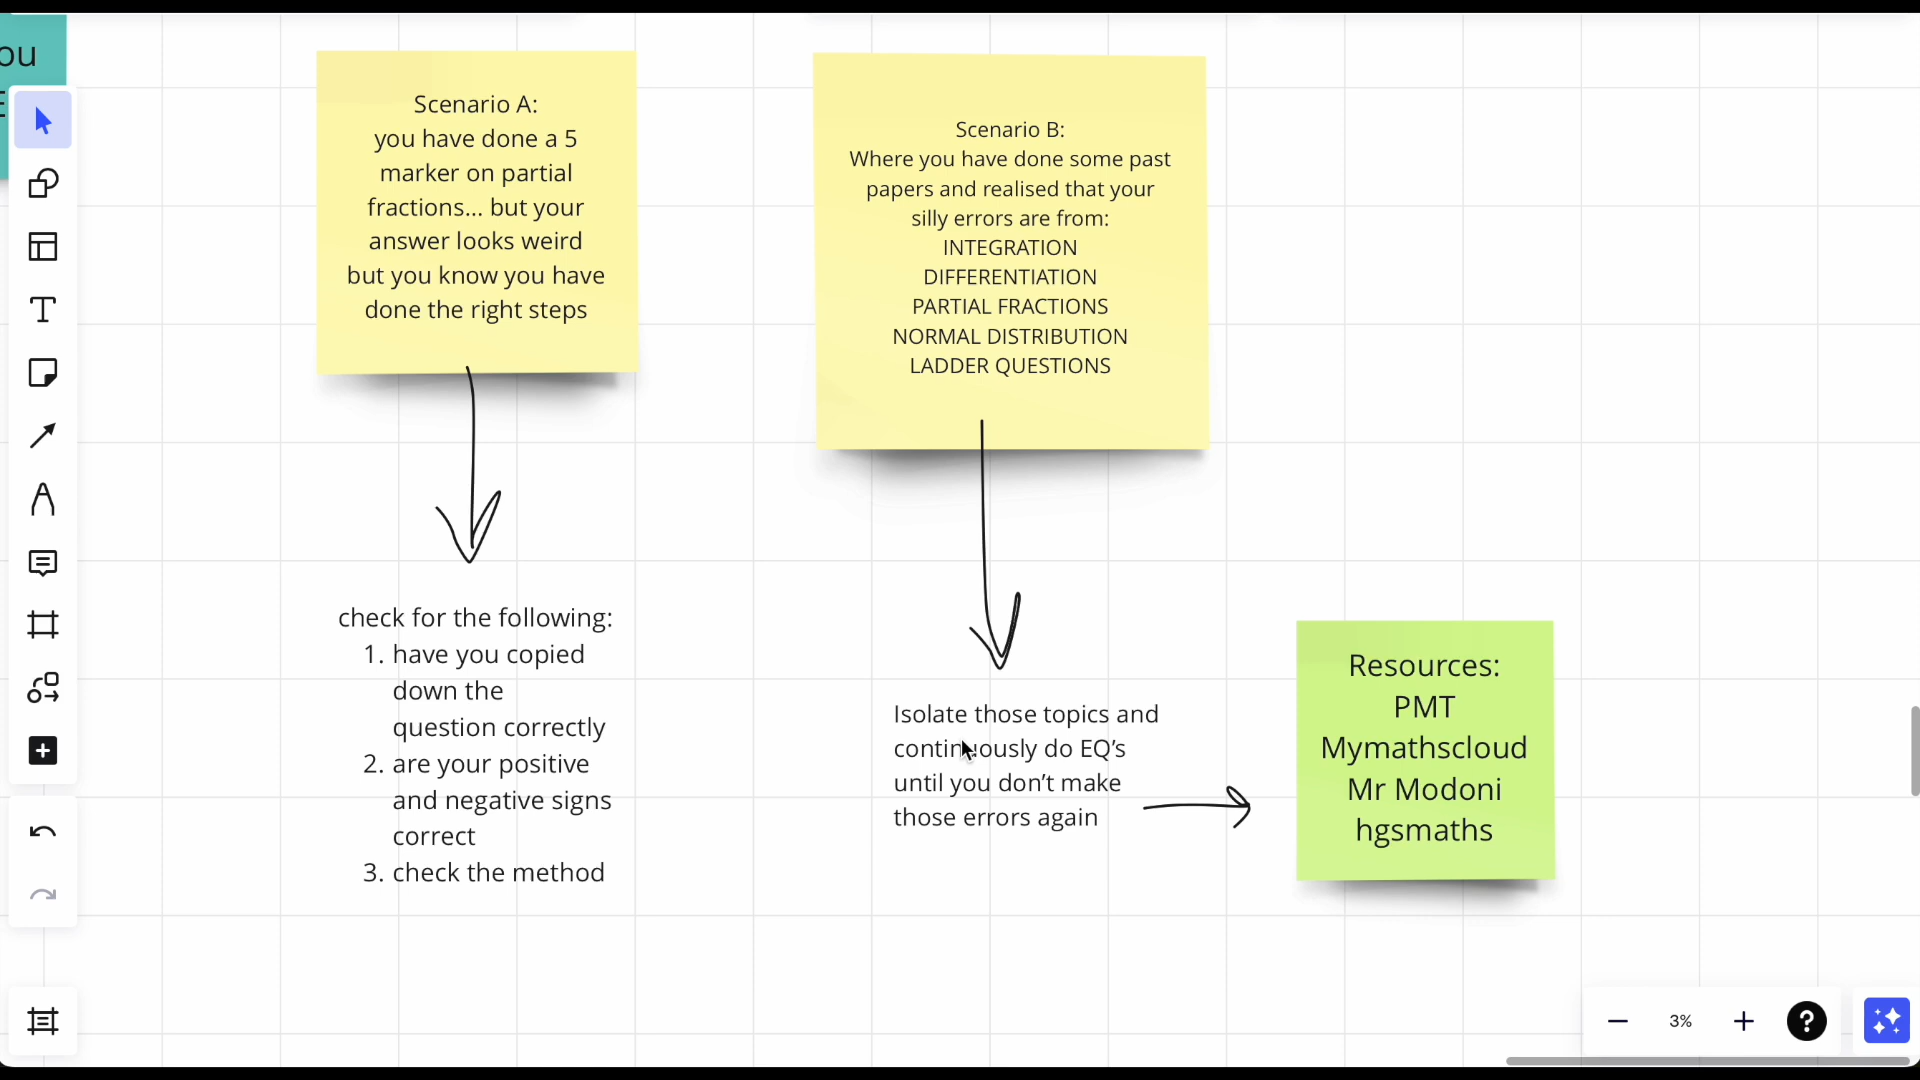 ou
E
Scenario A:
you have done a 5
marker on partial
fractions... but your
answer looks weird
but you know you have
done the right steps
check for the following:
1. have you copied
down the
question correctly
2. are your positive
and negative signs
correct
3. check the method
Scenario B:
Where you have done some past
papers and realised that your
silly errors are from:
INTEGRATION
DIFFERENTIATION
PARTIAL FRACTIONS
NORMAL DISTRIBUTION
LADDER QUESTIONS
Isolate those topics and
continuously do EQ's
until you don't make
those errors again
Resources:
PMT
Mymathscloud
Mr Modoni
hgsmaths
3%